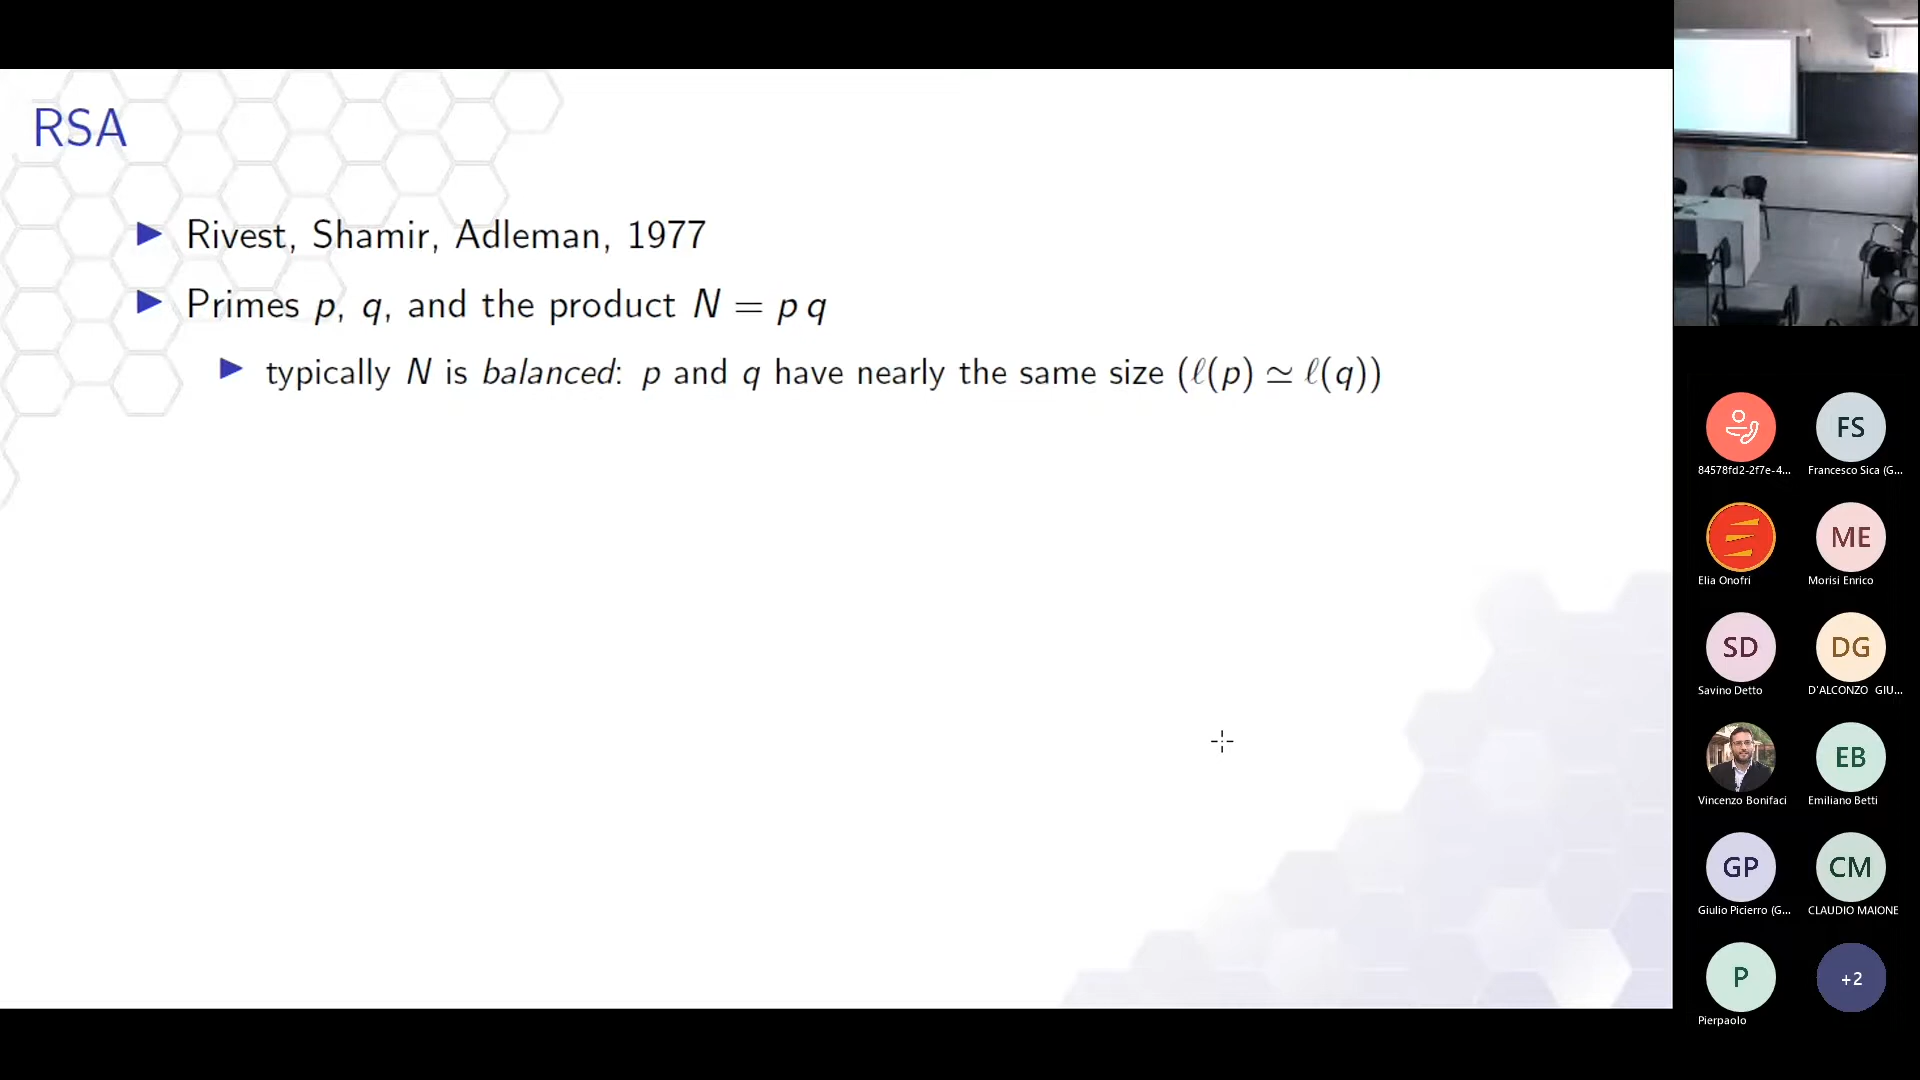 RSA
▶ Rivest, Shamir, Adleman, 1977
▶ Primes p, q, and the product N = p q
▶ typically N is balanced: p and q have nearly the same size (ℓ(p) ≃ ℓ(q))
FS
84578fd2-2f7e-4...
Francesco Sica (G...
ME
Elia Onofri
Morisi Enrico
SD
DG
Savino Detto
D'ALCONZO GIU...
EB
Vincenzo Bonifaci
Emiliano Betti
GP
CM
Giulio Picierro (G...
CLAUDIO MAIONE
P
+2
Pierpaolo